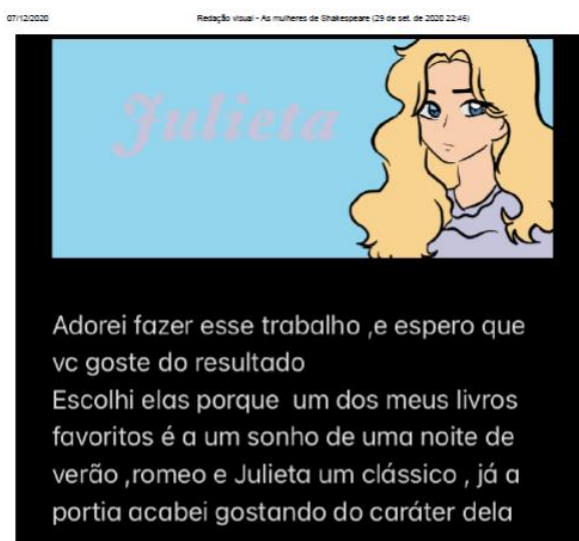 07/12/2020 Redação visual - As mulheres de Shakespeare (29 de set. de 2020 22:46)
Julieta
Adorei fazer esse trabalho ,e espero que
vc goste do resultado
Escolhi elas porque um dos meus livros
favoritos é a um sonho de uma noite de
verão ,romeo e Julieta um clássico , já a
portia acabei gostando do caráter dela